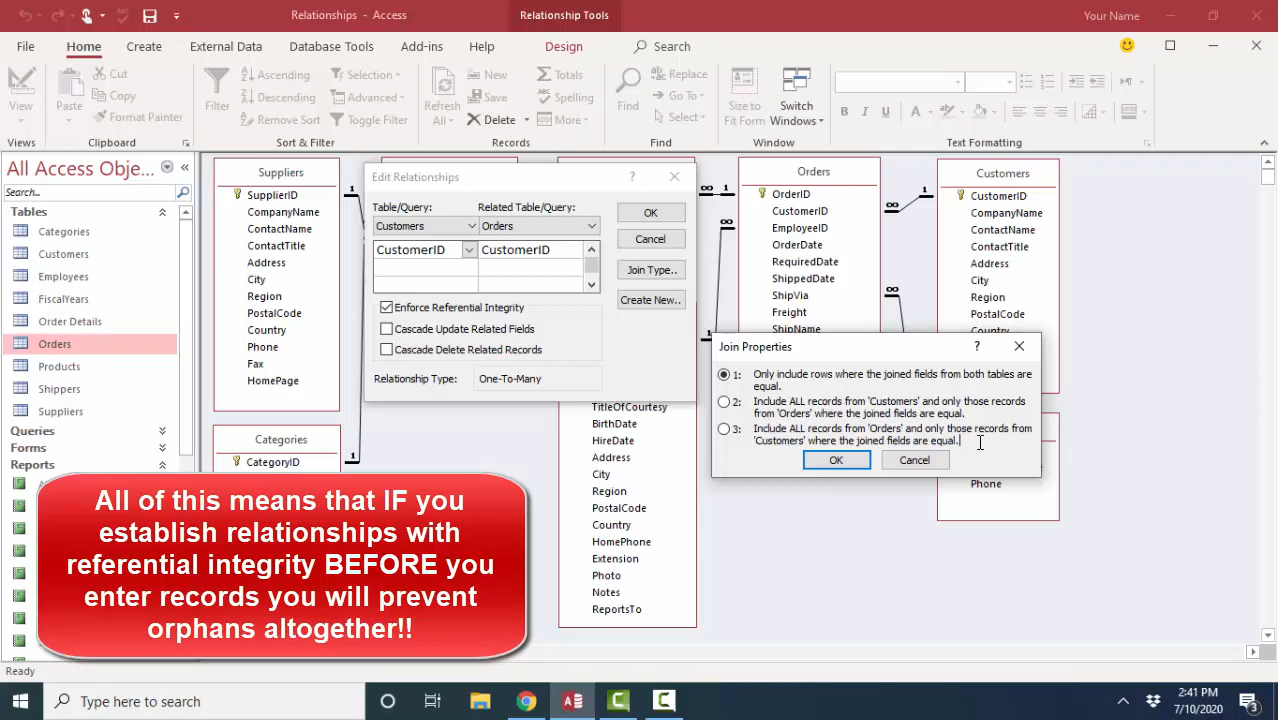 Relationships - Access
Relationship Tools
Your Name
File
Home
Create
External Data
Database Tools
Add-ins
Help
Design
Search
View
Views
Paste
Cut
Copy
Format Painter
Clipboard
Filter
Ascending
Descending
Remove Sort
Selection
Advanced
Toggle Filter
Sort & Filter
Refresh
All
New
Save
Delete
Totals
Spelling
More
Records
Find
Replace
Go To
Select
Find
Size to
Fit Form
Switch
Windows
Window
B I U A
Text Formatting
All Access Obje...
Search...
Tables
Categories
Customers
Employees
FiscalYears
Order Details
Orders
Products
Shippers
Suppliers
Queries
Forms
Reports
Suppliers
SupplierID
CompanyName
ContactName
ContactTitle
Address
City
Region
PostalCode
Country
Phone
Fax
HomePage
Categories
CategoryID
1
1
Edit Relationships
? ×
Table/Query:
Related Table/Query:
Customers
Orders
CustomerID
CustomerID
Enforce Referential Integrity
Cascade Update Related Fields
Cascade Delete Related Records
Relationship Type:
One-To-Many
OK
Cancel
Join Type..
Create New..
TitleOfCourtesy
BirthDate
HireDate
Address
City
Region
PostalCode
Country
HomePhone
Extension
Photo
Notes
ReportsTo
∞ 1
∞
1
Orders
OrderID
CustomerID
EmployeeID
OrderDate
RequiredDate
ShippedDate
ShipVia
Freight
ShipName
∞ 1
∞
Customers
CustomerID
CompanyName
ContactName
ContactTitle
Address
City
Region
PostalCode
Country
Phone
Join Properties
? ×
1: Only include rows where the joined fields from both tables are
equal.
2: Include ALL records from 'Customers' and only those records
from 'Orders' where the joined fields are equal.
3: Include ALL records from 'Orders' and only those records from
'Customers' where the joined fields are equal.
OK
Cancel
All of this means that IF you
establish relationships with
referential integrity BEFORE you
enter records you will prevent
orphans altogether!!
Ready
Type here to search
2:41 PM
7/10/2020
3